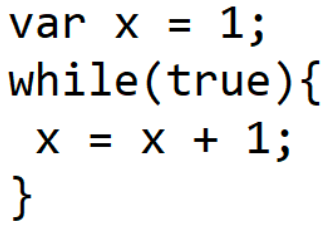 var x = 1;
while(true){
 x = x + 1;
}